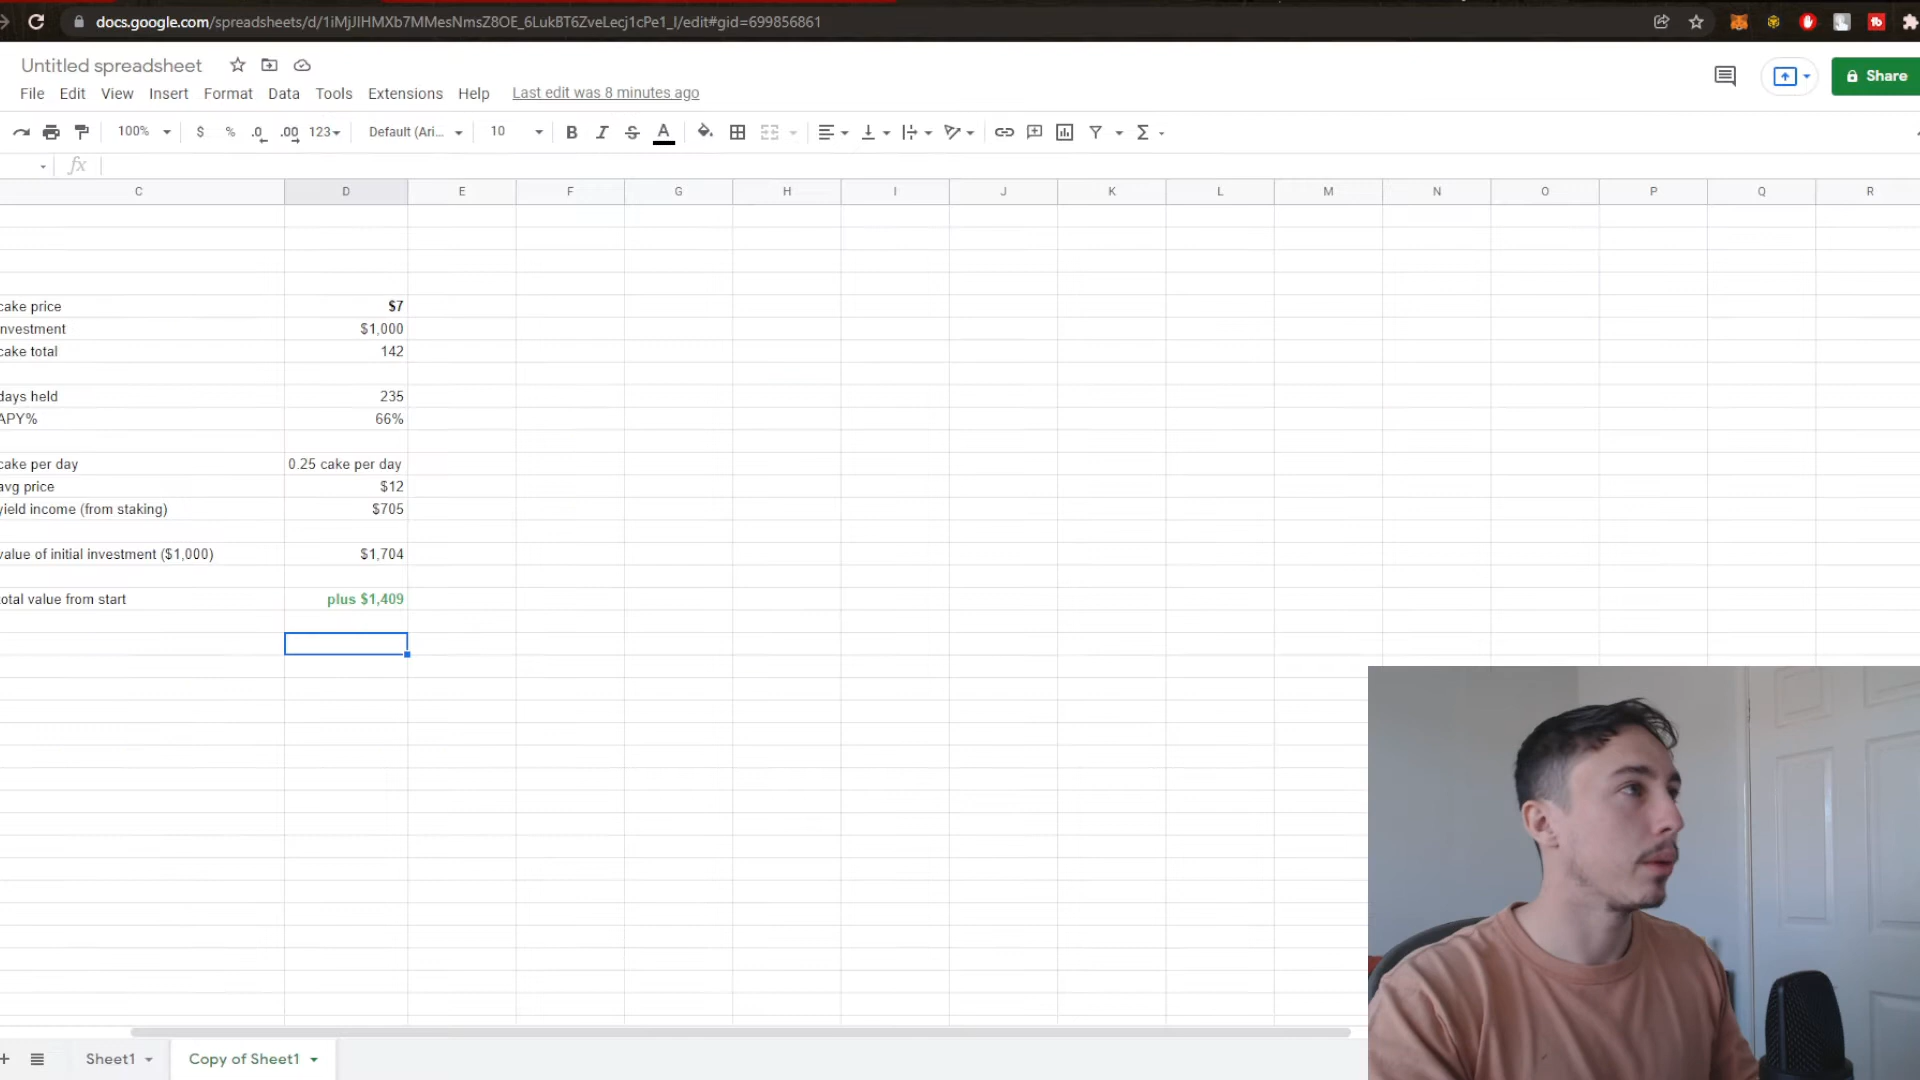 docs.google.com/spreadsheets/d/1iMjJIHMXb7MMesNmsZ8OE_6LukBT6ZveLecj1cPe1_I/edit#gid=699856861
Untitled spreadsheet
File Edit View Insert Format Data Tools Extensions Help Last edit was 8 minutes ago
Share
100% $ % .0 .00 123 Default (Ari... 10 B I S A Σ
fx
C D E F G H I J K L M N O P Q R
cake price $7
nvestment $1,000
cake total 142
days held 235
APY% 66%
cake per day 0.25 cake per day
avg price $12
yield income (from staking) $705
value of initial investment ($1,000) $1,704
total value from start plus $1,409
+ Sheet1 Copy of Sheet1